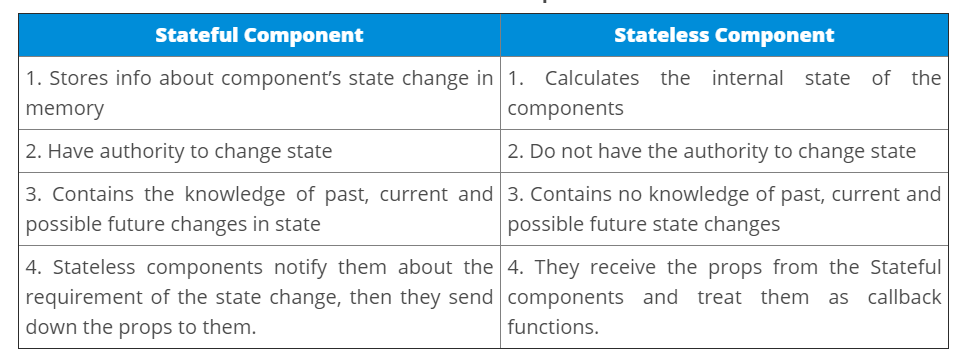 Stateful Component
Stateless Component
1. Stores info about component’s state change in
memory
1. Calculates the internal state of the
components
2. Have authority to change state
2. Do not have the authority to change state
3. Contains the knowledge of past, current and
possible future changes in state
3. Contains no knowledge of past, current and
possible future state changes
4. Stateless components notify them about the
requirement of the state change, then they send
down the props to them.
4. They receive the props from the Stateful
components and treat them as callback
functions.